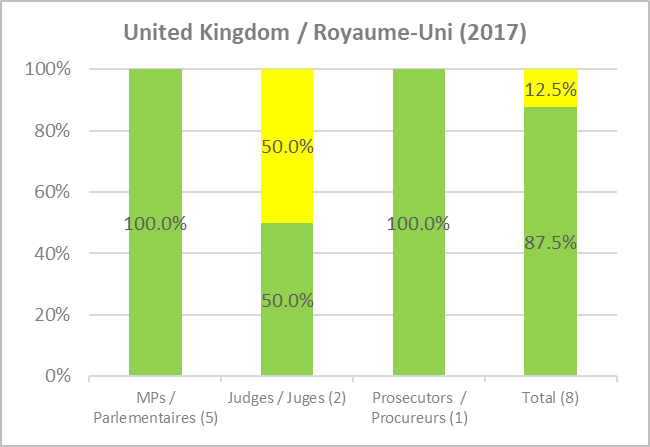 United Kingdom / Royaume-Uni (2017)
100%
80%
60%
40%
20%
0%
100.0%
50.0%
50.0%
100.0%
12.5%
87.5%
MPs /
Parlementaires (5)
Judges / Juges (2)
Prosecutors /
Procureurs (1)
Total (8)